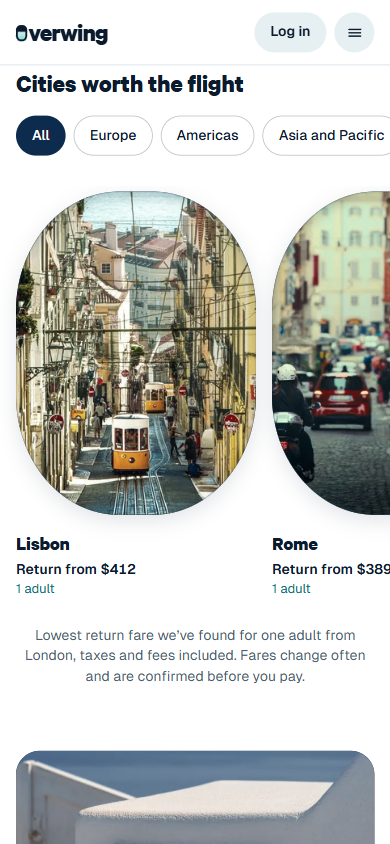 Overwing
Log in
Cities worth the flight
All
Europe
Americas
Asia and Pacific
Lisbon
Return from $412
1 adult
Rome
Return from $389
1 adult
Lowest return fare we’ve found for one adult from
London, taxes and fees included. Fares change often
and are confirmed before you pay.